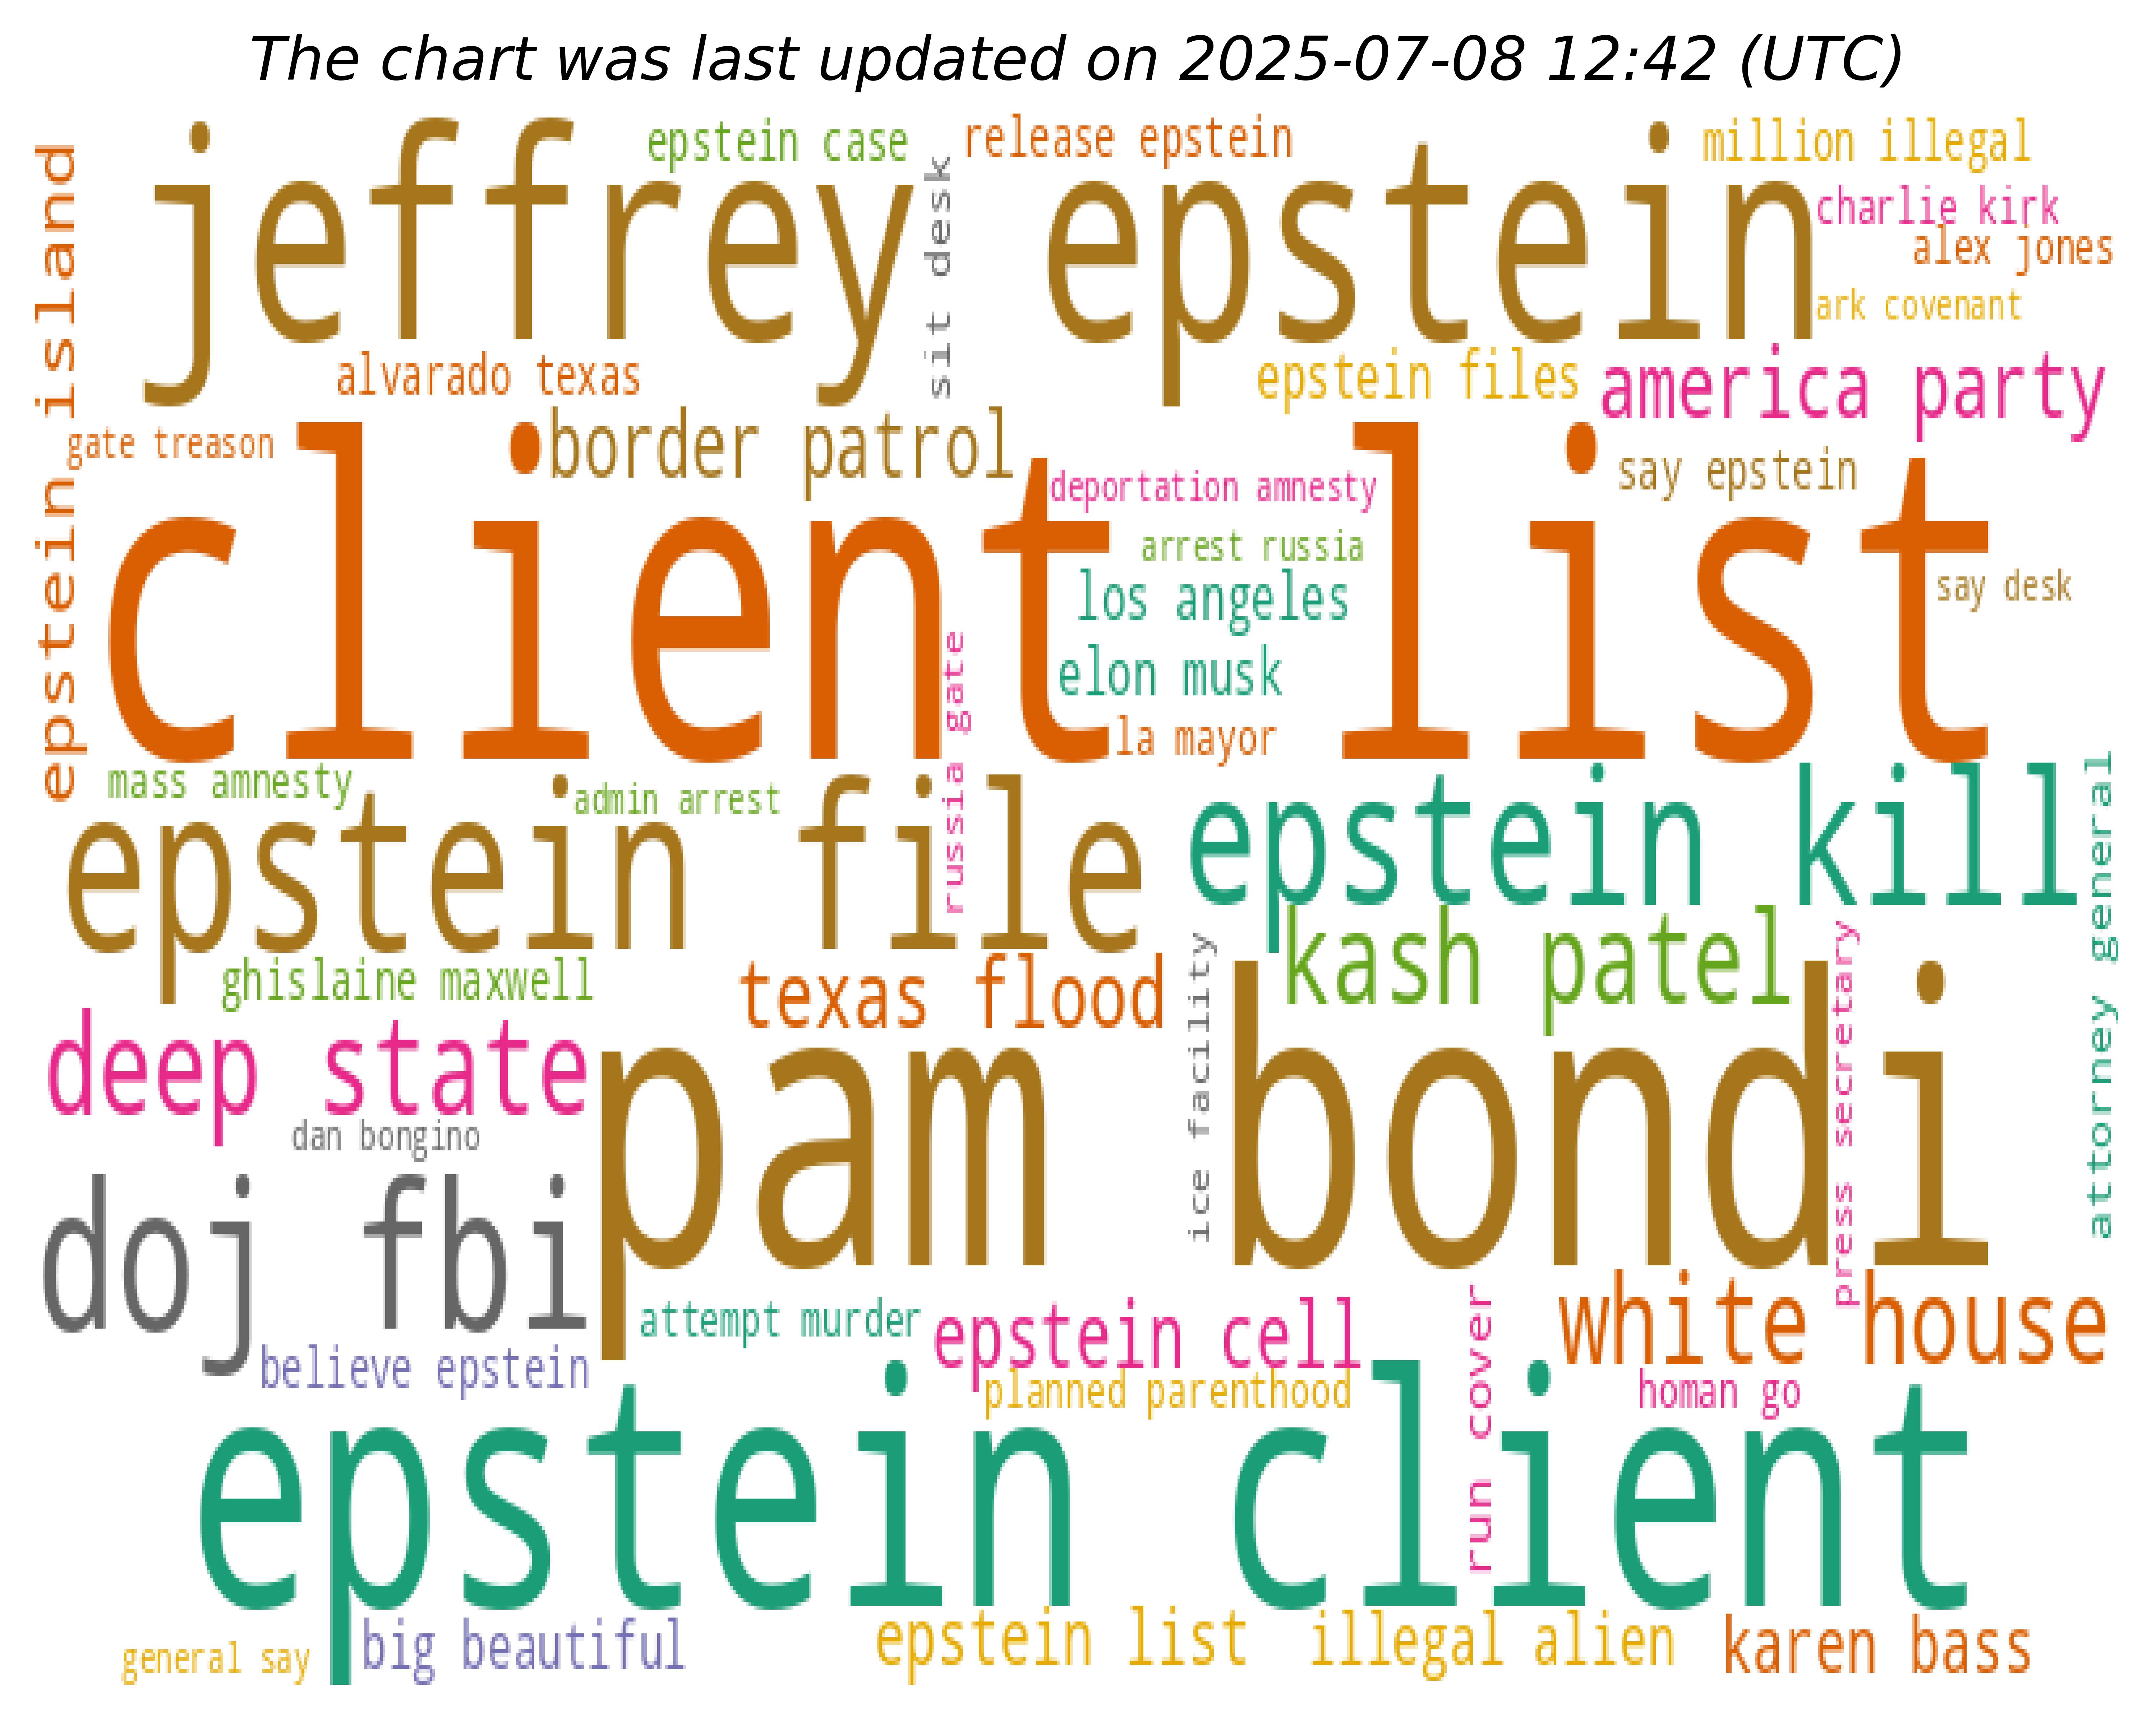 The chart was last updated on 2025-07-08 12:42 (UTC)
jeffrey epstein
epstein case
release epstein
million illegal
charlie kirk
alex jones
ark covenant
sit desk
epstein island
alvarado texas
epstein files
america party
gate treason
border patrol
client list
deportation amnesty
say epstein
arrest russia
los angeles
say desk
elon musk
la mayor
russia gate
mass amnesty
admin arrest
epstein file
epstein kill
attorney general
kash patel
ghislaine maxwell
texas flood
ice facility
press secretary
deep state
pam bondi
dan bongino
doj fbi
attempt murder
epstein cell
white house
believe epstein
planned parenthood
run cover
homan go
epstein client
general say
big beautiful
epstein list
illegal alien
karen bass